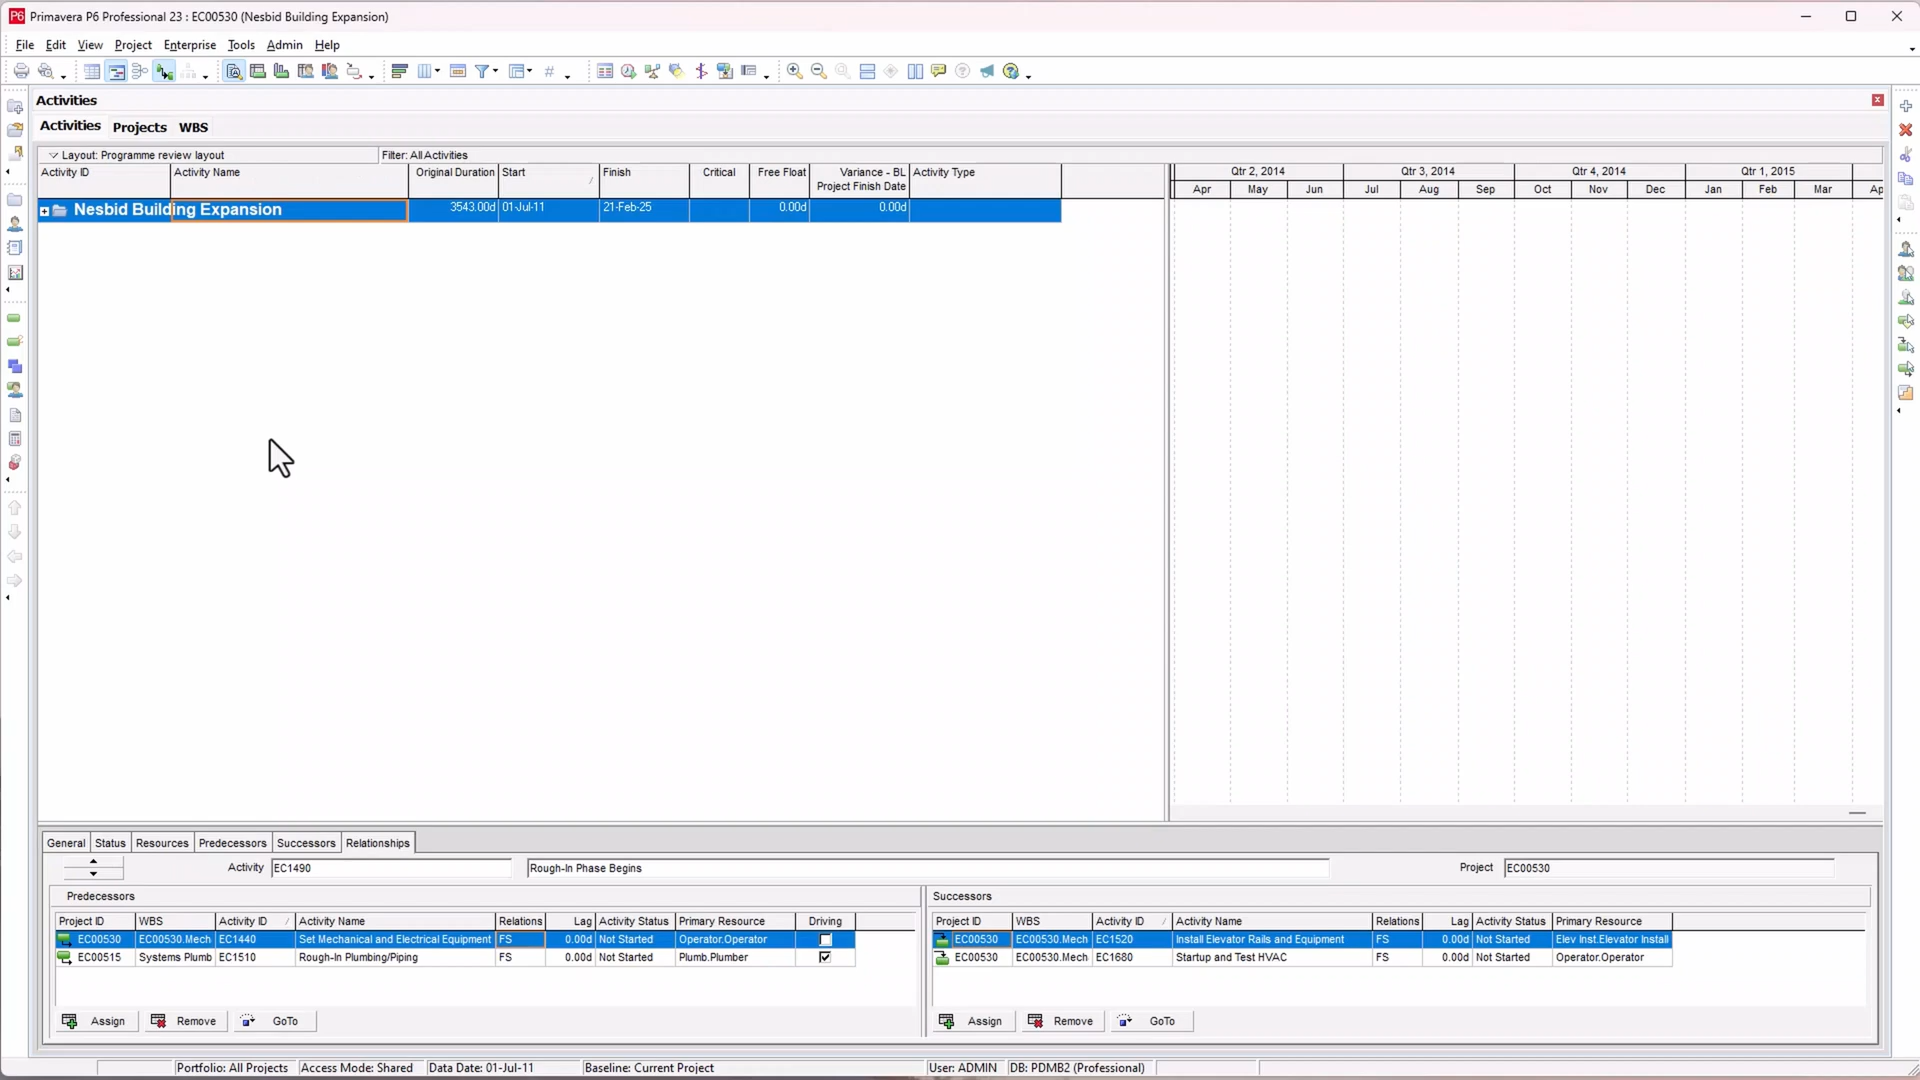 Primavera P6 Professional 23 : EC00530 (Nesbid Building Expansion)
File Edit View Project Enterprise Tools Admin Help
Activities
Activities Projects WBS
Layout: Programme review layout Filter: All Activities
Activity ID Activity Name Original Duration Start Finish Critical Free Float Variance - BL Project Finish Date Activity Type
Qtr 2, 2014 Qtr 3, 2014 Qtr 4, 2014 Qtr 1, 2015
Apr May Jun Jul Aug Sep Oct Nov Dec Jan Feb Mar Ap
Nesbid Building Expansion 3543.00d 01-Jul-11 21-Feb-25 0.00d 0.00d
General Status Resources Predecessors Successors Relationships
Activity EC1490 Rough-In Phase Begins Project EC00530
Predecessors
Project ID WBS Activity ID Activity Name Relations Lag Activity Status Primary Resource Driving
EC00530 EC00530.Mech EC1440 Set Mechanical and Electrical Equipment FS 0.00d Not Started Operator.Operator
EC00515 Systems Plumb EC1510 Rough-In Plumbing/Piping FS 0.00d Not Started Plumb.Plumber
Assign Remove GoTo
Successors
Project ID WBS Activity ID Activity Name Relations Lag Activity Status Primary Resource
EC00530 EC00530.Mech EC1520 Install Elevator Rails and Equipment FS 0.00d Not Started Elev Inst.Elevator Install
EC00530 EC00530.Mech EC1680 Startup and Test HVAC FS 0.00d Not Started Operator.Operator
Assign Remove GoTo
Portfolio: All Projects Access Mode: Shared Data Date: 01-Jul-11 Baseline: Current Project User: ADMIN DB: PDMB2 (Professional)